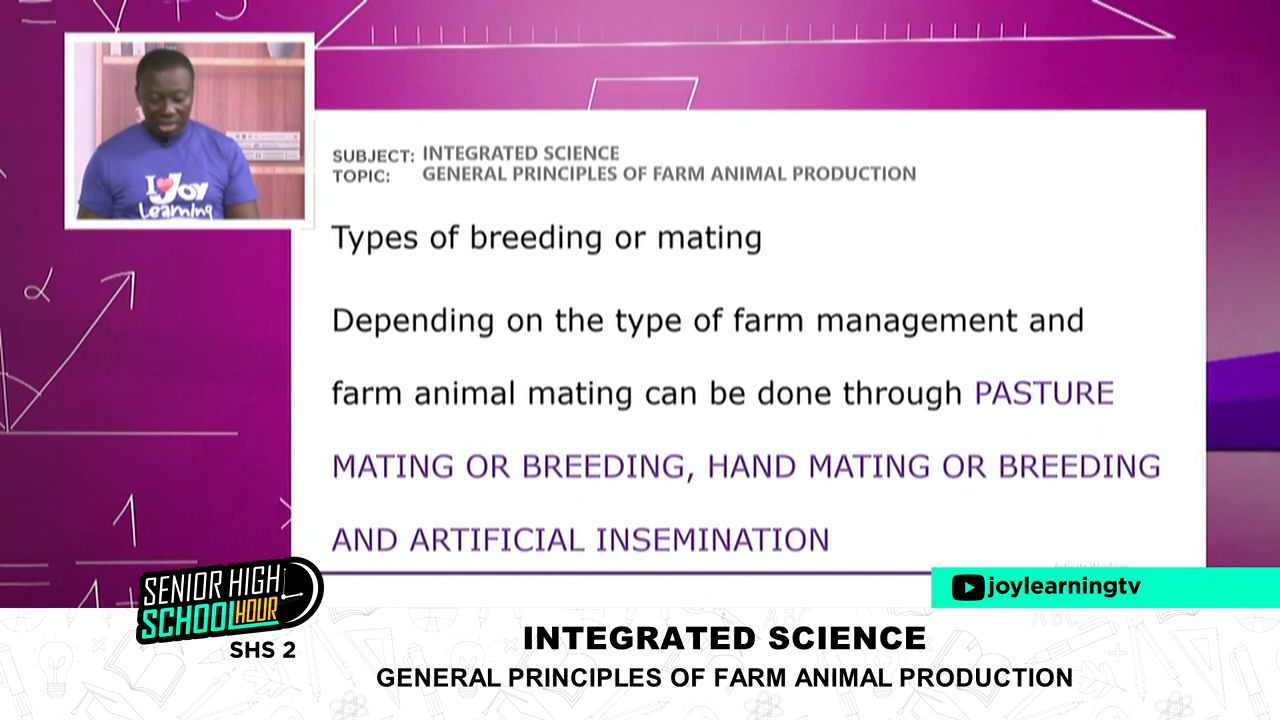 I Joy
Learning
SUBJECT: INTEGRATED SCIENCE
TOPIC: GENERAL PRINCIPLES OF FARM ANIMAL PRODUCTION
Types of breeding or mating
Depending on the type of farm management and
farm animal mating can be done through PASTURE
MATING OR BREEDING, HAND MATING OR BREEDING
AND ARTIFICIAL INSEMINATION
α
1
Activate Windows
SENIOR HIGH
SCHOOL HOUR
SHS 2
joylearningtv
INTEGRATED SCIENCE
GENERAL PRINCIPLES OF FARM ANIMAL PRODUCTION